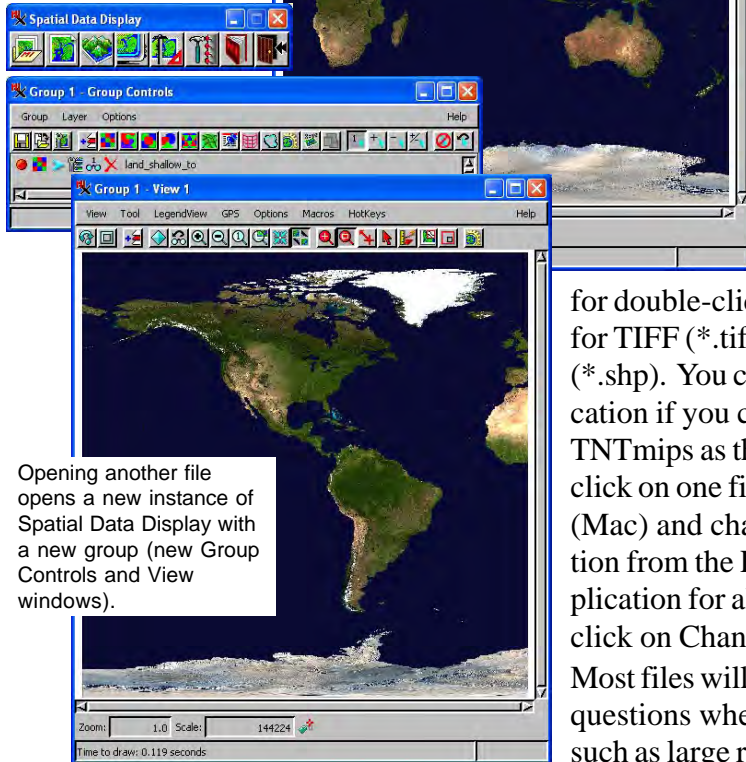 Spatial Data Display
Group 1 - Group Controls
Group Layer Options Help
land_shallow_to
Group 1 - View 1
View Tool LegendView GPS Options Macros HotKeys Help
Opening another file
opens a new instance of
Spatial Data Display with
a new group (new Group
Controls and View
windows).
Zoom: 1.0 Scale: 144224
Time to draw: 0.119 seconds
for double-clic
for TIFF (*.tif
(*.shp). You c
cation if you c
TNTmips as th
click on one fi
(Mac) and cha
tion from the
plication for a
click on Chan
Most files will
questions whe
such as large r